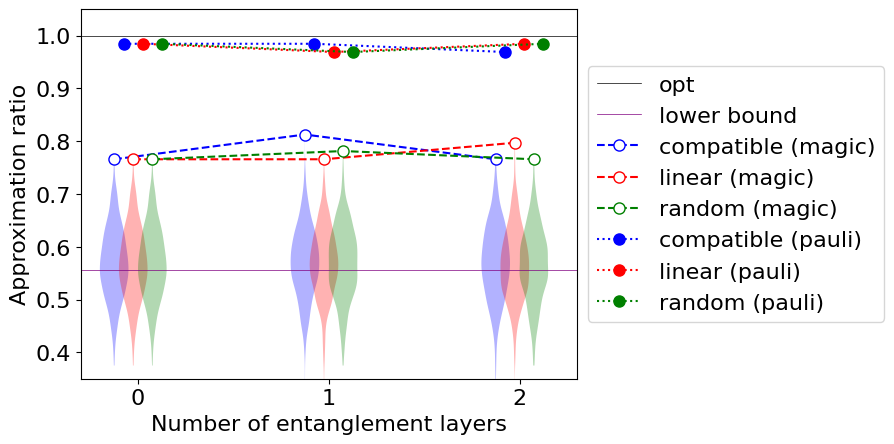 Approximation ratio
1.0
0.9
0.8
0.7
0.6
0.5
0.4
0
1
2
Number of entanglement layers
opt
lower bound
compatible (magic)
linear (magic)
random (magic)
compatible (pauli)
linear (pauli)
random (pauli)